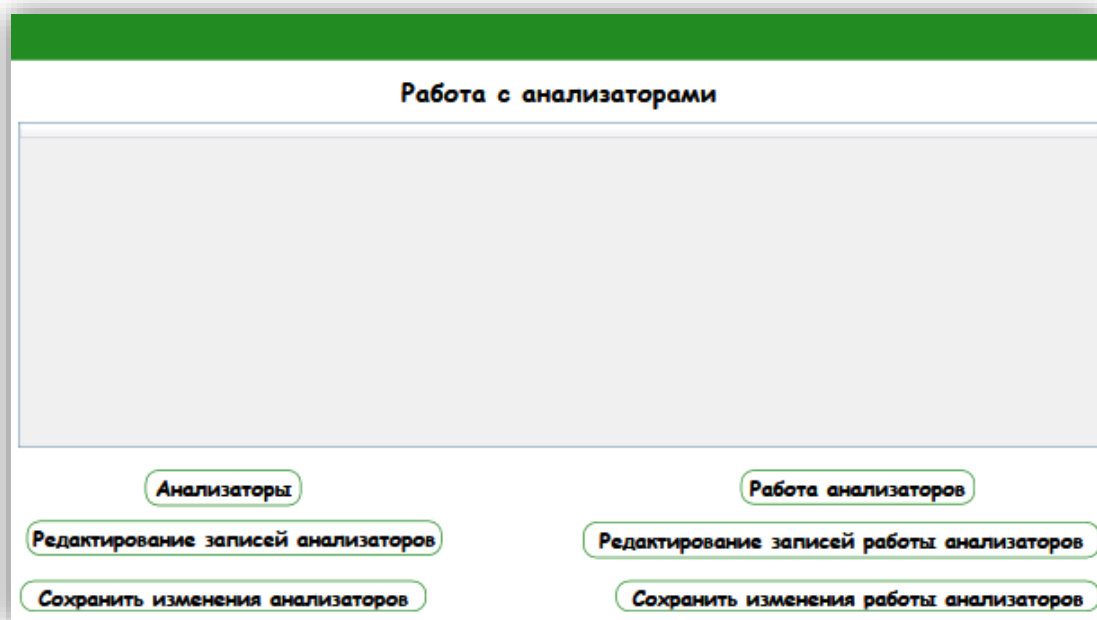 Работа с анализаторами
Анализаторы
Работа анализаторов
Редактирование записей анализаторов
Редактирование записей работы анализаторов
Сохранить изменения анализаторов
Сохранить изменения работы анализаторов